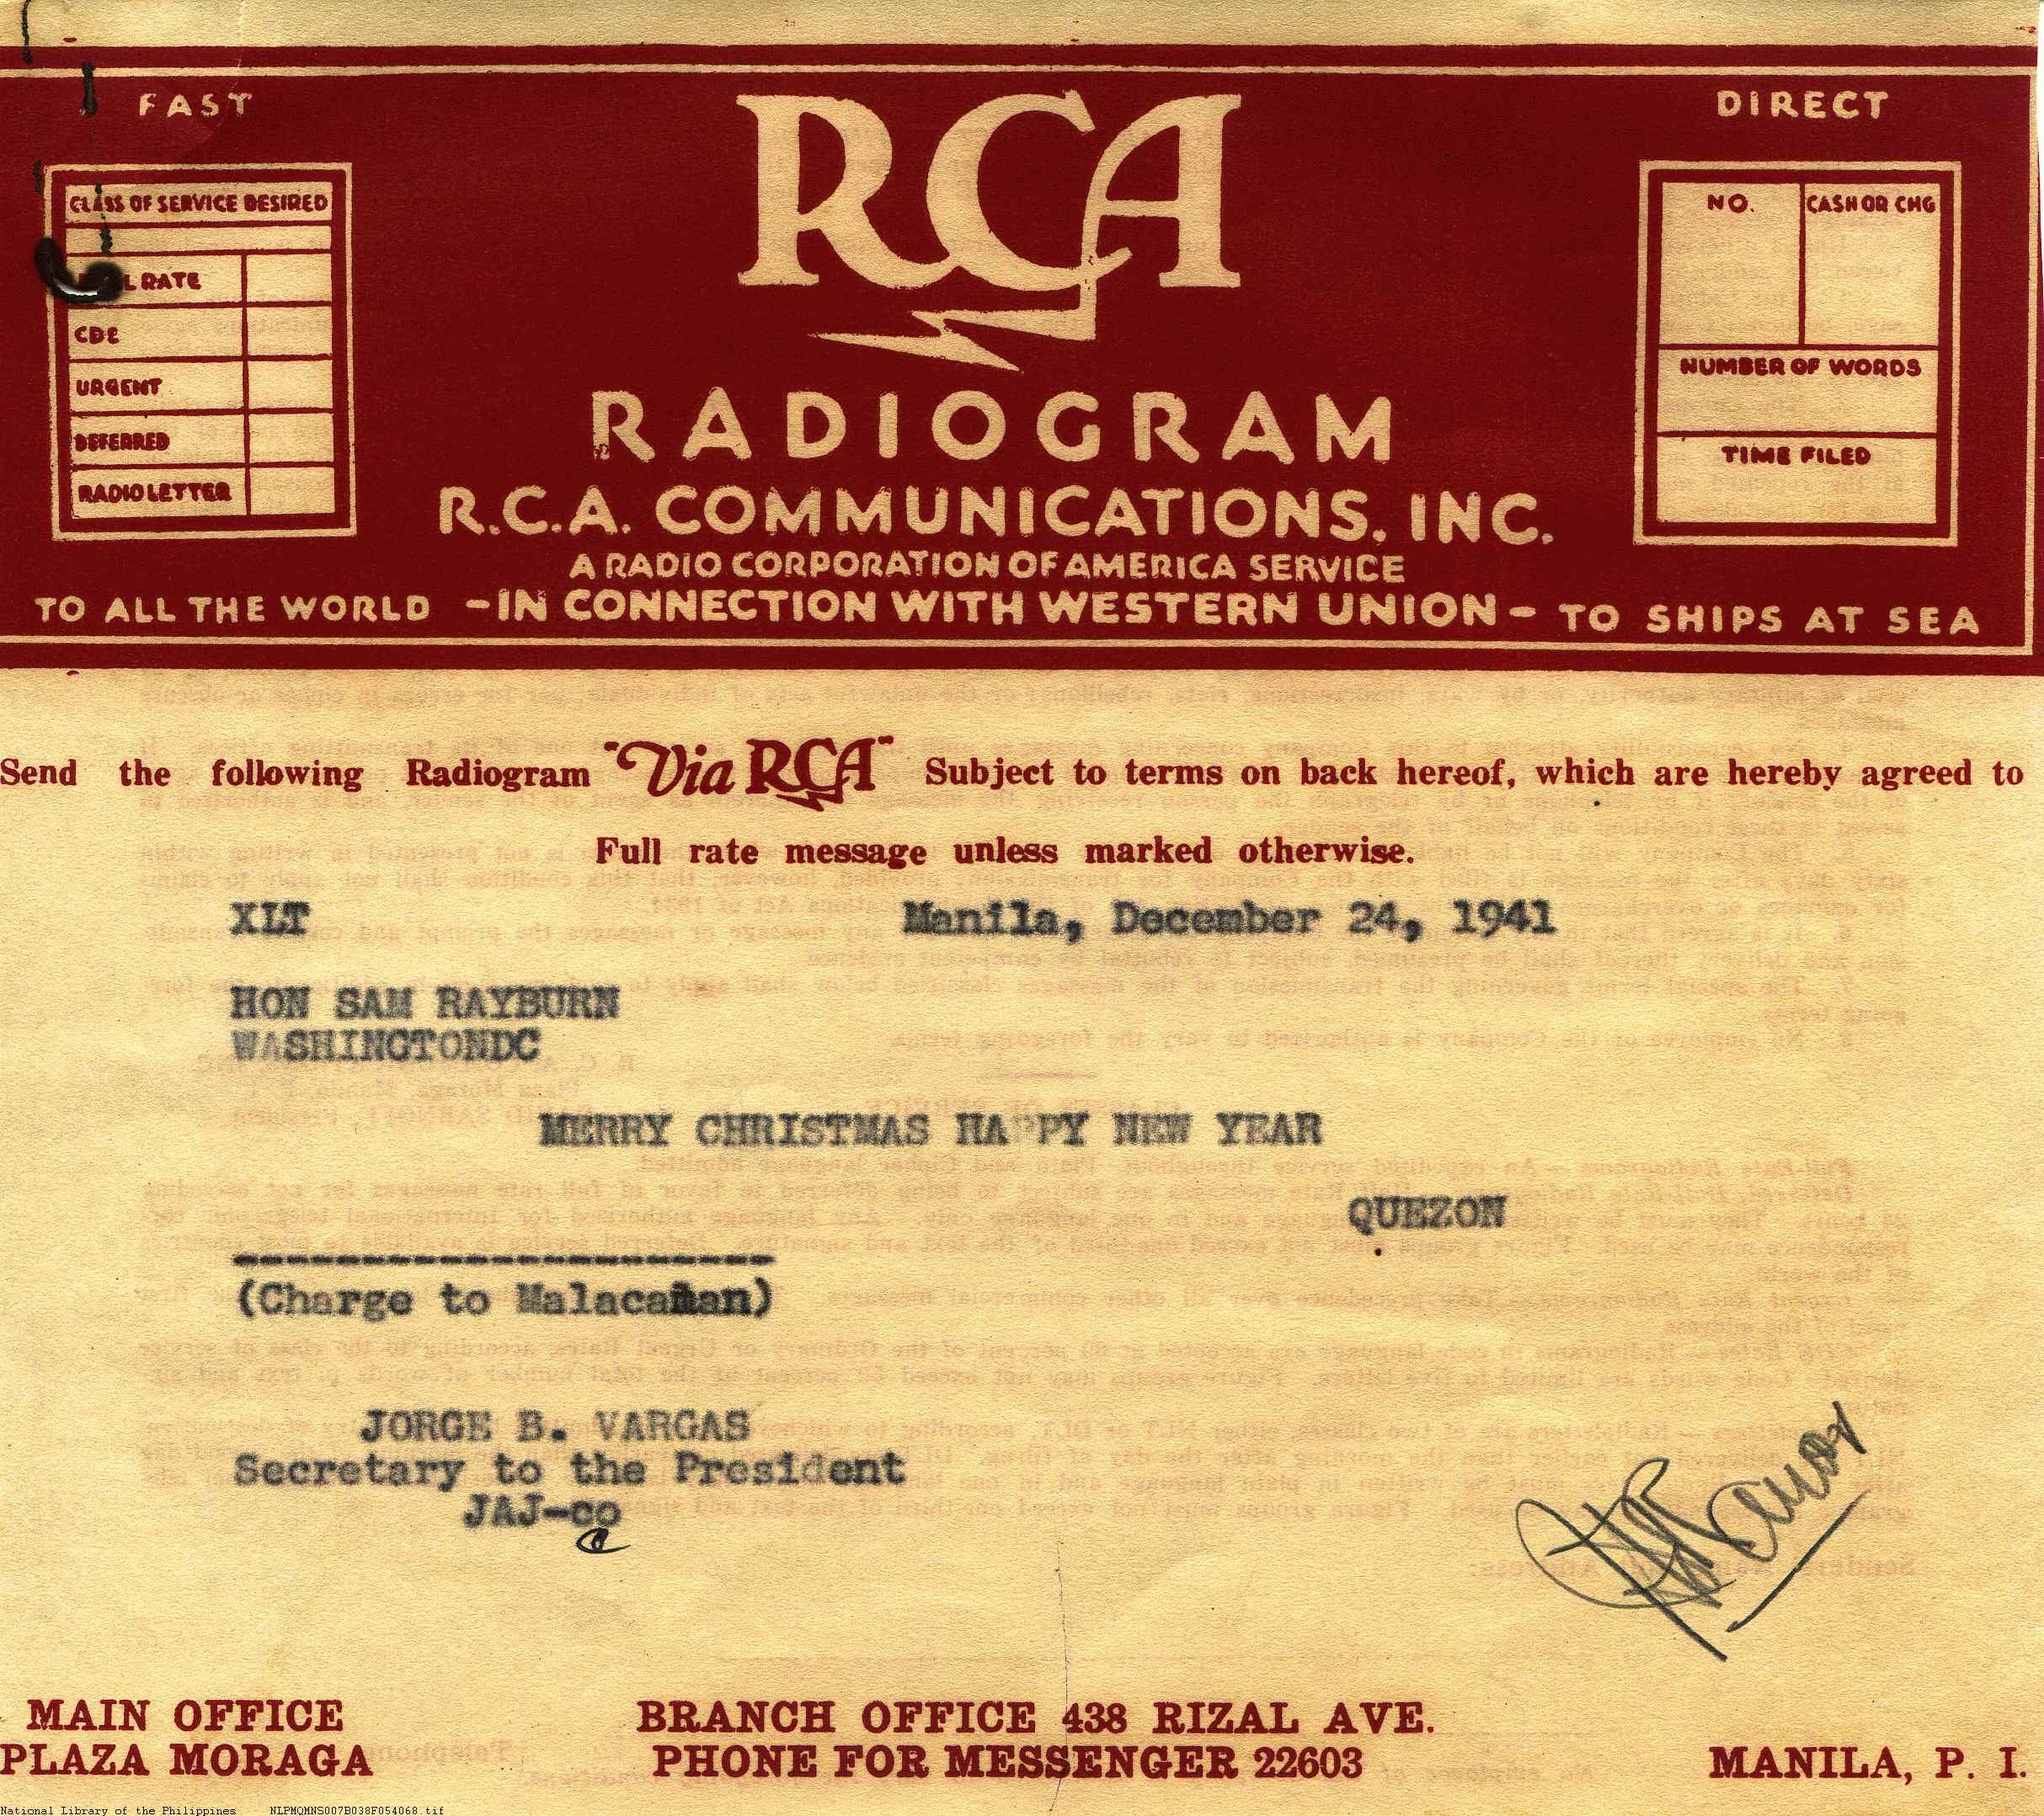 FAST
DIRECT
RCA
CLASS OF SERVICE DESIRED
RATE
CDE
URGENT
DEFERRED
RADIOLETTER
NO.
CASH OR CHG
NUMBER OF WORDS
TIME FILED
RADIOGRAM
R.C.A. COMMUNICATIONS, INC.
A RADIO CORPORATION OF AMERICA SERVICE
TO ALL THE WORLD -IN CONNECTION WITH WESTERN UNION- TO SHIPS AT SEA
Send the following Radiogram "Via RCA" Subject to terms on back hereof, which are hereby agreed to
Full rate message unless marked otherwise.
XLT Manila, December 24, 1941
HON SAM RAYBURN
WASHINGTONDC
MERRY CHRISTMAS HAPPY NEW YEAR
QUEZON
--------------------
(Charge to Malacañan)
JORGE B. VARGAS
Secretary to the President
JAJ-co
MAIN OFFICE
PLAZA MORAGA
BRANCH OFFICE 438 RIZAL AVE.
PHONE FOR MESSENGER 22603
MANILA, P. I.
National Library of the Philippines NLPMQMNS007B038F054068.tif